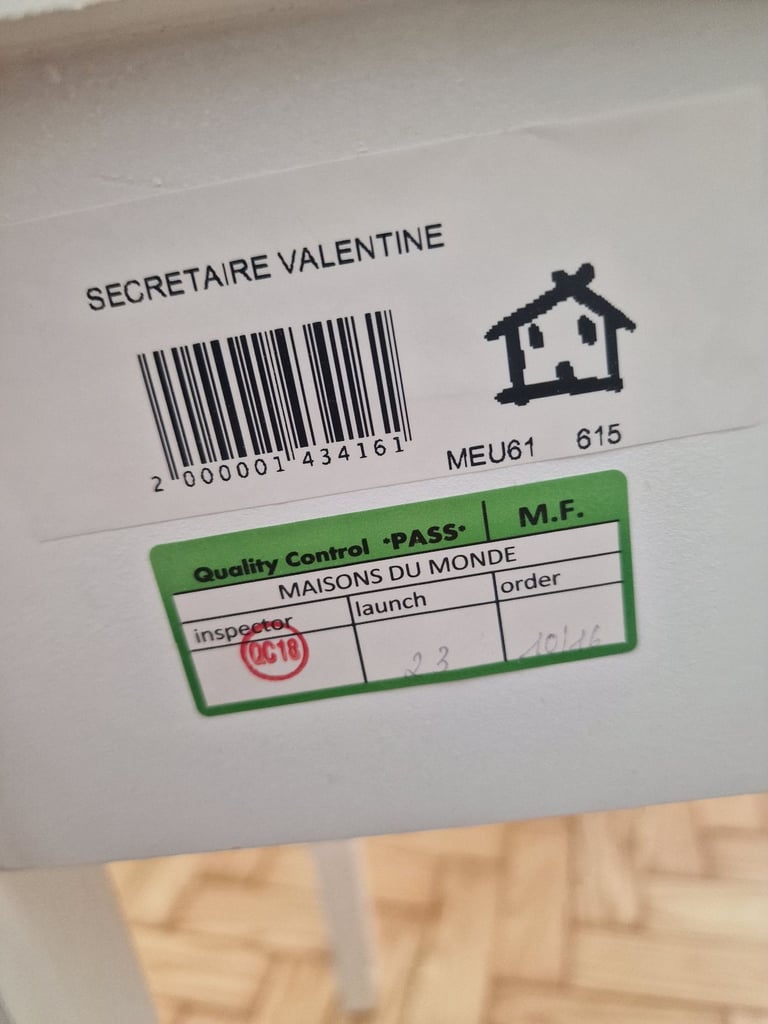 SECRETAIRE VALENTINE
2 000001 434161
MEU61 615
Quality Control •PASS• M.F.
MAISONS DU MONDE
inspector launch order
QC18 23 10/16